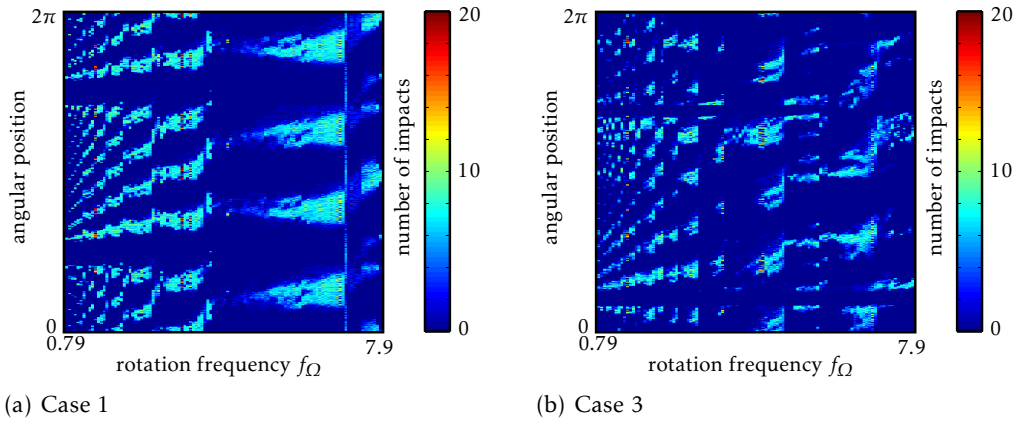 2π
angular position
0
0.79
7.9
rotation frequency fΩ
20
10
0
number of impacts
(a) Case 1
2π
angular position
0
0.79
7.9
rotation frequency fΩ
20
10
0
number of impacts
(b) Case 3